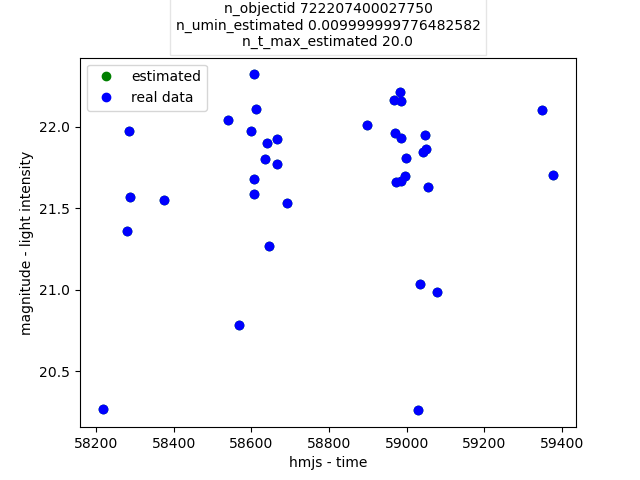 n_objectid 722207400027750
n_umin_estimated 0.009999999776482582
n_t_max_estimated 20.0
estimated
real data
magnitude - light intensity
22.0
21.5
21.0
20.5
58200 58400 58600 58800 59000 59200 59400
hmjs - time